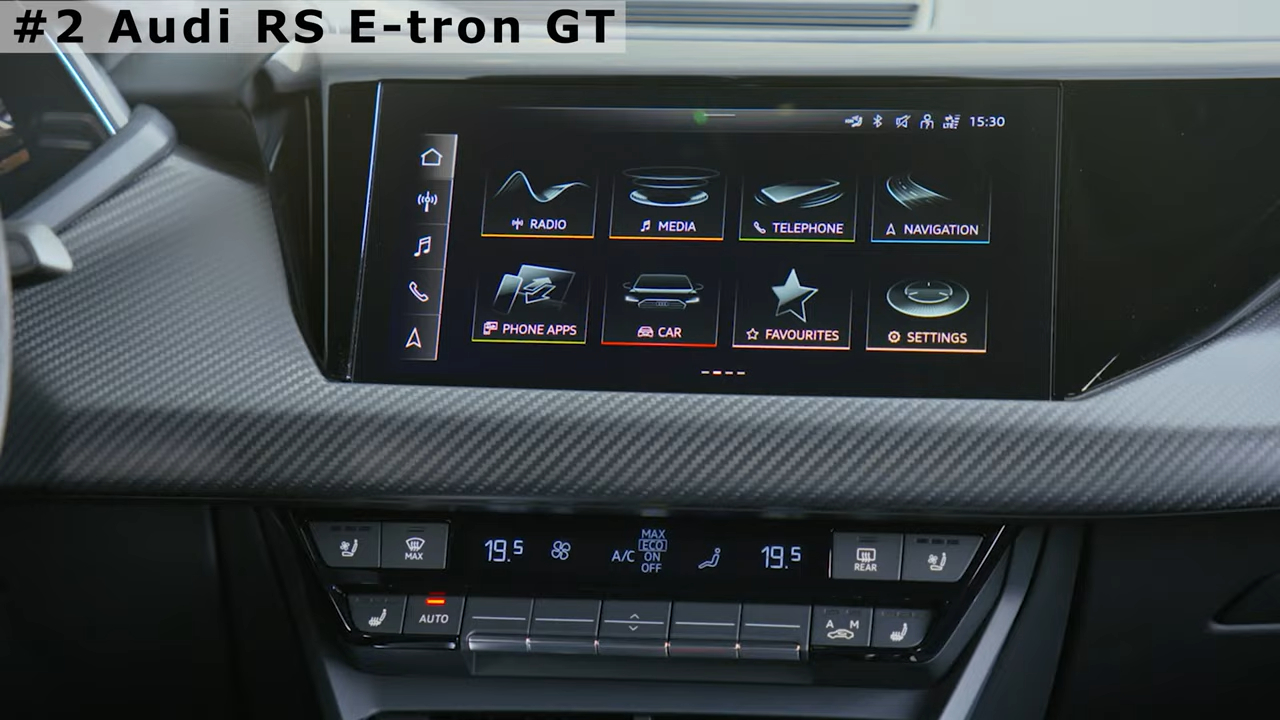 #2 Audi RS E-tron GT
15:30
RADIO
MEDIA
TELEPHONE
NAVIGATION
PHONE APPS
CAR
FAVOURITES
SETTINGS
MAX
19.5
A/C
MAX
ECO
ON
OFF
19.5
REAR
AUTO
A M